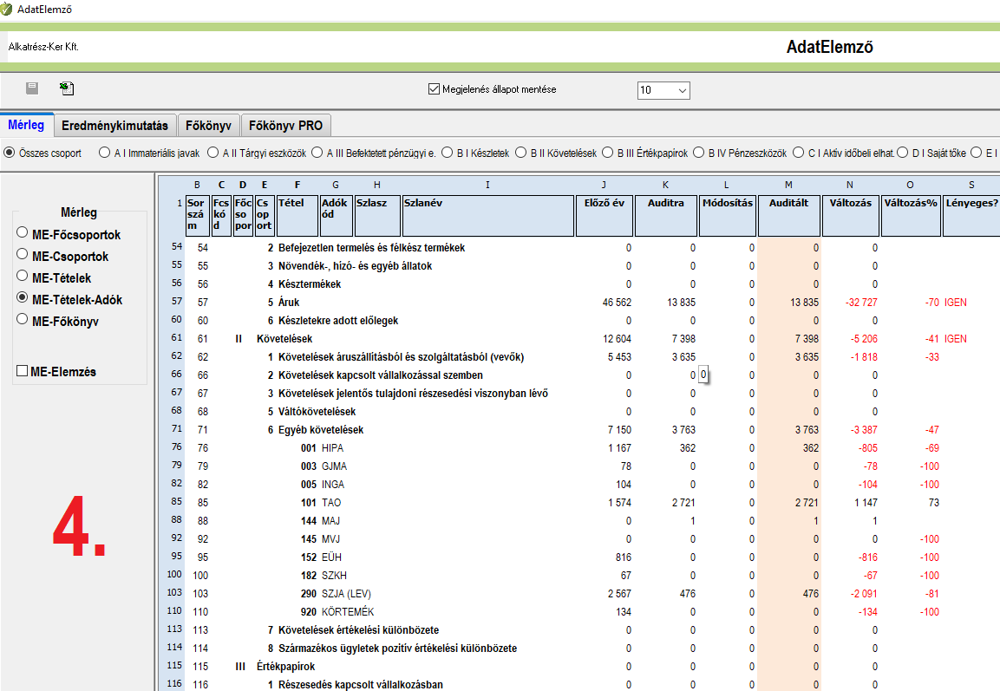 AdatElemző
Alkatrész-Ker Kft.
AdatElemző
Megjelenés állapot mentése
10
Mérleg Eredménykimutatás Főkönyv Főkönyv PRO
Összes csoport A I Immateriális javak A II Tárgyi eszközök A III Befektetett pénzügyi e. B I Készletek B II Követelések B III Értékpapírok B IV Pénzeszközök C I Aktív időbeli elhat. D I Saját tőke E I
Mérleg
ME-Főcsoportok
ME-Csoportok
ME-Tételek
ME-Tételek-Adók
ME-Főkönyv
ME-Elemzés
4.
B C D E F G H I J K L M N O S
1 Sorszám Fcskód Főcsopor Csoport Tétel Adókód Szlasz Szlanév Előző év Auditra Módosítás Auditált Változás Változás% Lényeges?
54 54 2 Befejezetlen termelés és félkész termékek 0 0 0 0 0
55 55 3 Növendék-, hízó- és egyéb állatok 0 0 0 0 0
56 56 4 Késztermékek 0 0 0 0 0
57 57 5 Áruk 46 562 13 835 0 13 835 -32 727 -70 IGEN
60 60 6 Készletekre adott előlegek 0 0 0 0 0
61 61 II Követelések 12 604 7 398 0 7 398 -5 206 -41 IGEN
62 62 1 Követelések áruszállításból és szolgáltatásból (vevők) 5 453 3 635 0 3 635 -1 818 -33
66 66 2 Követelések kapcsolt vállalkozással szemben 0 0 0 0 0
67 67 3 Követelések jelentős tulajdoni részesedési viszonyban lévő 0 0 0 0 0
68 68 5 Váltókövetelések 0 0 0 0 0
71 71 6 Egyéb követelések 7 150 3 763 0 3 763 -3 387 -47
76 76 001 HIPA 1 167 362 0 362 -805 -69
79 79 003 GJMA 78 0 0 0 -78 -100
82 82 005 INGA 104 0 0 0 -104 -100
85 85 101 TAO 1 574 2 721 0 2 721 1 147 73
88 88 144 MAJ 0 1 0 1 1
92 92 145 MVJ 0 0 0 0 0 -100
95 95 152 EÜH 816 0 0 0 -816 -100
100 100 182 SZKH 67 0 0 0 -67 -100
103 103 290 SZJA (LEV) 2 567 476 0 476 -2 091 -81
110 110 920 KÖRTEMÉK 134 0 0 0 -134 -100
113 113 7 Követelések értékelési különbözete 0 0 0 0 0
114 114 8 Származékos ügyletek pozitív értékelési különbözete 0 0 0 0 0
115 115 III Értékpapírok 0 0 0 0 0
116 116 1 Részesedés kapcsolt vállalkozásban 0 0 0 0 0